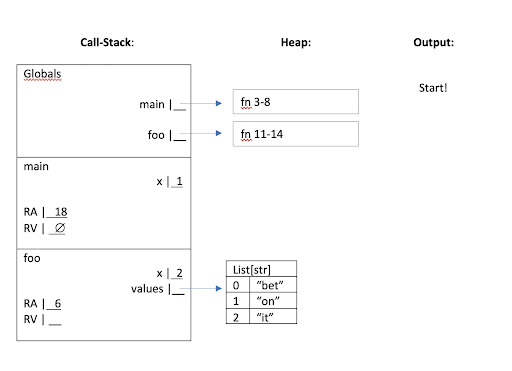 Call-Stack: Heap: Output:
Globals
Start!
main |__ fn 3-8
foo |__ fn 11-14
main
x | 1
RA | 18
RV | ∅
foo
x | 2 List[str]
values |__ 0 "bet"
RA | 6 1 "on"
RV |__ 2 "it"